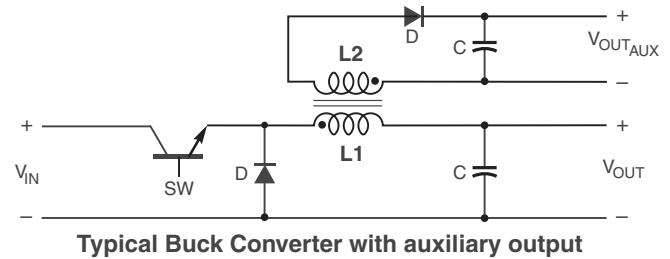 D
+
C
V_OUT_AUX
L2
−
+
+
L1
V_IN
SW
D
C
V_OUT
−
−
Typical Buck Converter with auxiliary output